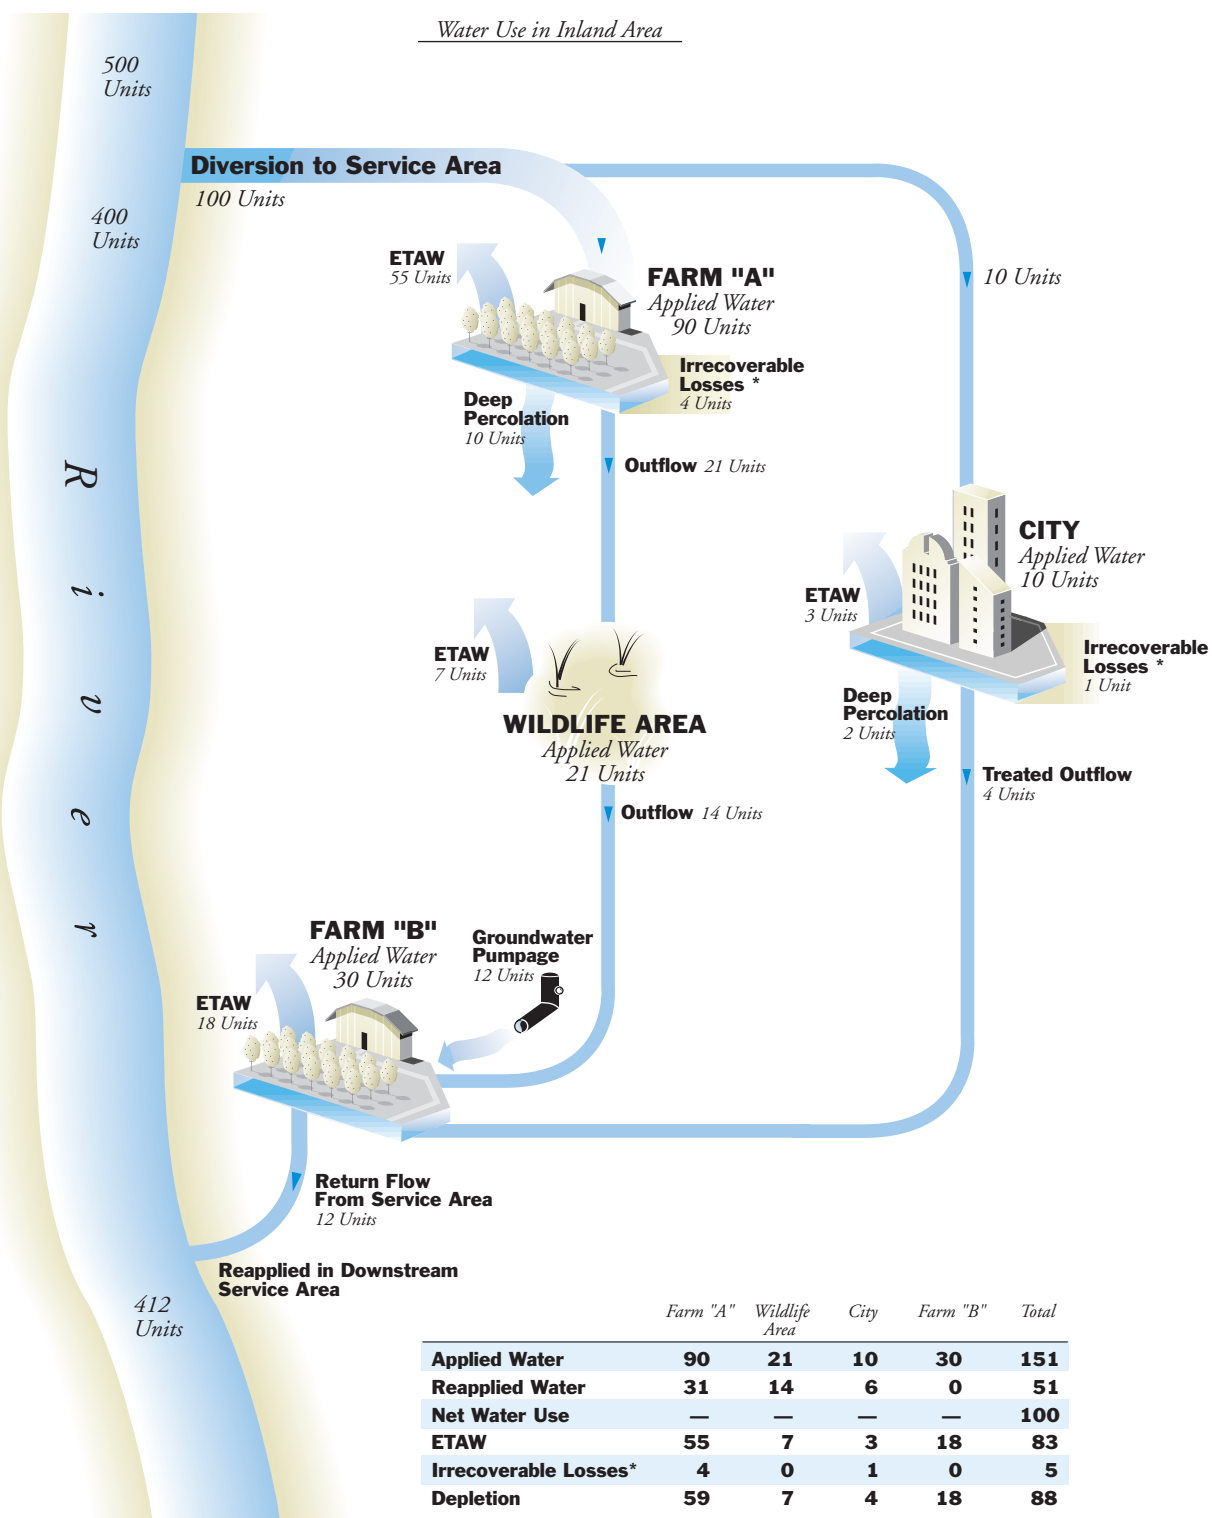 Water Use in Inland Area
500
Units
Diversion to Service Area
100 Units
400
Units
ETAW
55 Units
FARM "A"
Applied Water
90 Units
10 Units
Irrecoverable
Losses *
4 Units
Deep
Percolation
10 Units
Outflow 21 Units
River
CITY
Applied Water
10 Units
ETAW
3 Units
Irrecoverable
Losses *
1 Unit
ETAW
7 Units
Deep
Percolation
2 Units
WILDLIFE AREA
Applied Water
21 Units
Treated Outflow
4 Units
Outflow 14 Units
FARM "B"
Applied Water
30 Units
Groundwater
Pumpage
12 Units
ETAW
18 Units
Return Flow
From Service Area
12 Units
Reapplied in Downstream
Service Area
412
Units
Farm "A" Wildlife Area City Farm "B" Total
Applied Water 90 21 10 30 151
Reapplied Water 31 14 6 0 51
Net Water Use — — — — 100
ETAW 55 7 3 18 83
Irrecoverable Losses* 4 0 1 0 5
Depletion 59 7 4 18 88